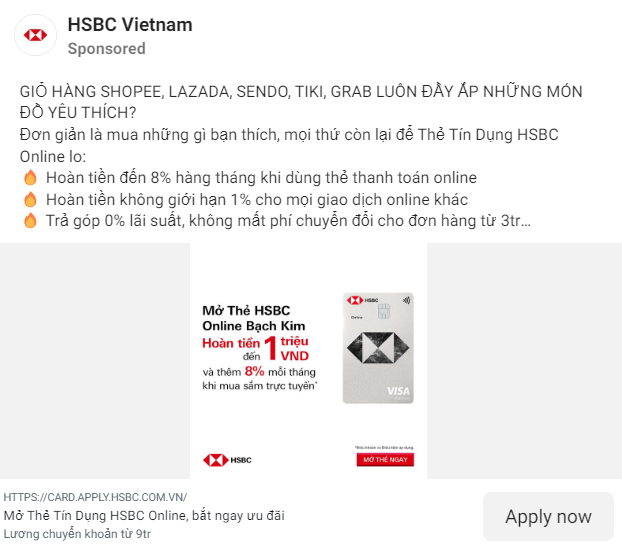 HSBC Vietnam
Sponsored
GIỎ HÀNG SHOPEE, LAZADA, SENDO, TIKI, GRAB LUÔN ĐẦY ẮP NHỮNG MÓN
ĐỒ YÊU THÍCH?
Đơn giản là mua những gì bạn thích, mọi thứ còn lại để Thẻ Tín Dụng HSBC
Online lo:
🔥 Hoàn tiền đến 8% hàng tháng khi dùng thẻ thanh toán online
🔥 Hoàn tiền không giới hạn 1% cho mọi giao dịch online khác
🔥 Trả góp 0% lãi suất, không mất phí chuyển đổi cho đơn hàng từ 3tr...
Mở Thẻ HSBC
Online Bạch Kim
Hoàn tiền đến 1 triệu VND
và thêm 8% mỗi tháng
khi mua sắm trực tuyến*
HSBC
Online
VISA
*Điều khoản và Điều kiện áp dụng
HSBC
MỞ THẺ NGAY
HTTPS://CARD.APPLY.HSBC.COM.VN/
Mở Thẻ Tín Dụng HSBC Online, bắt ngay ưu đãi
Lương chuyển khoản từ 9tr
Apply now